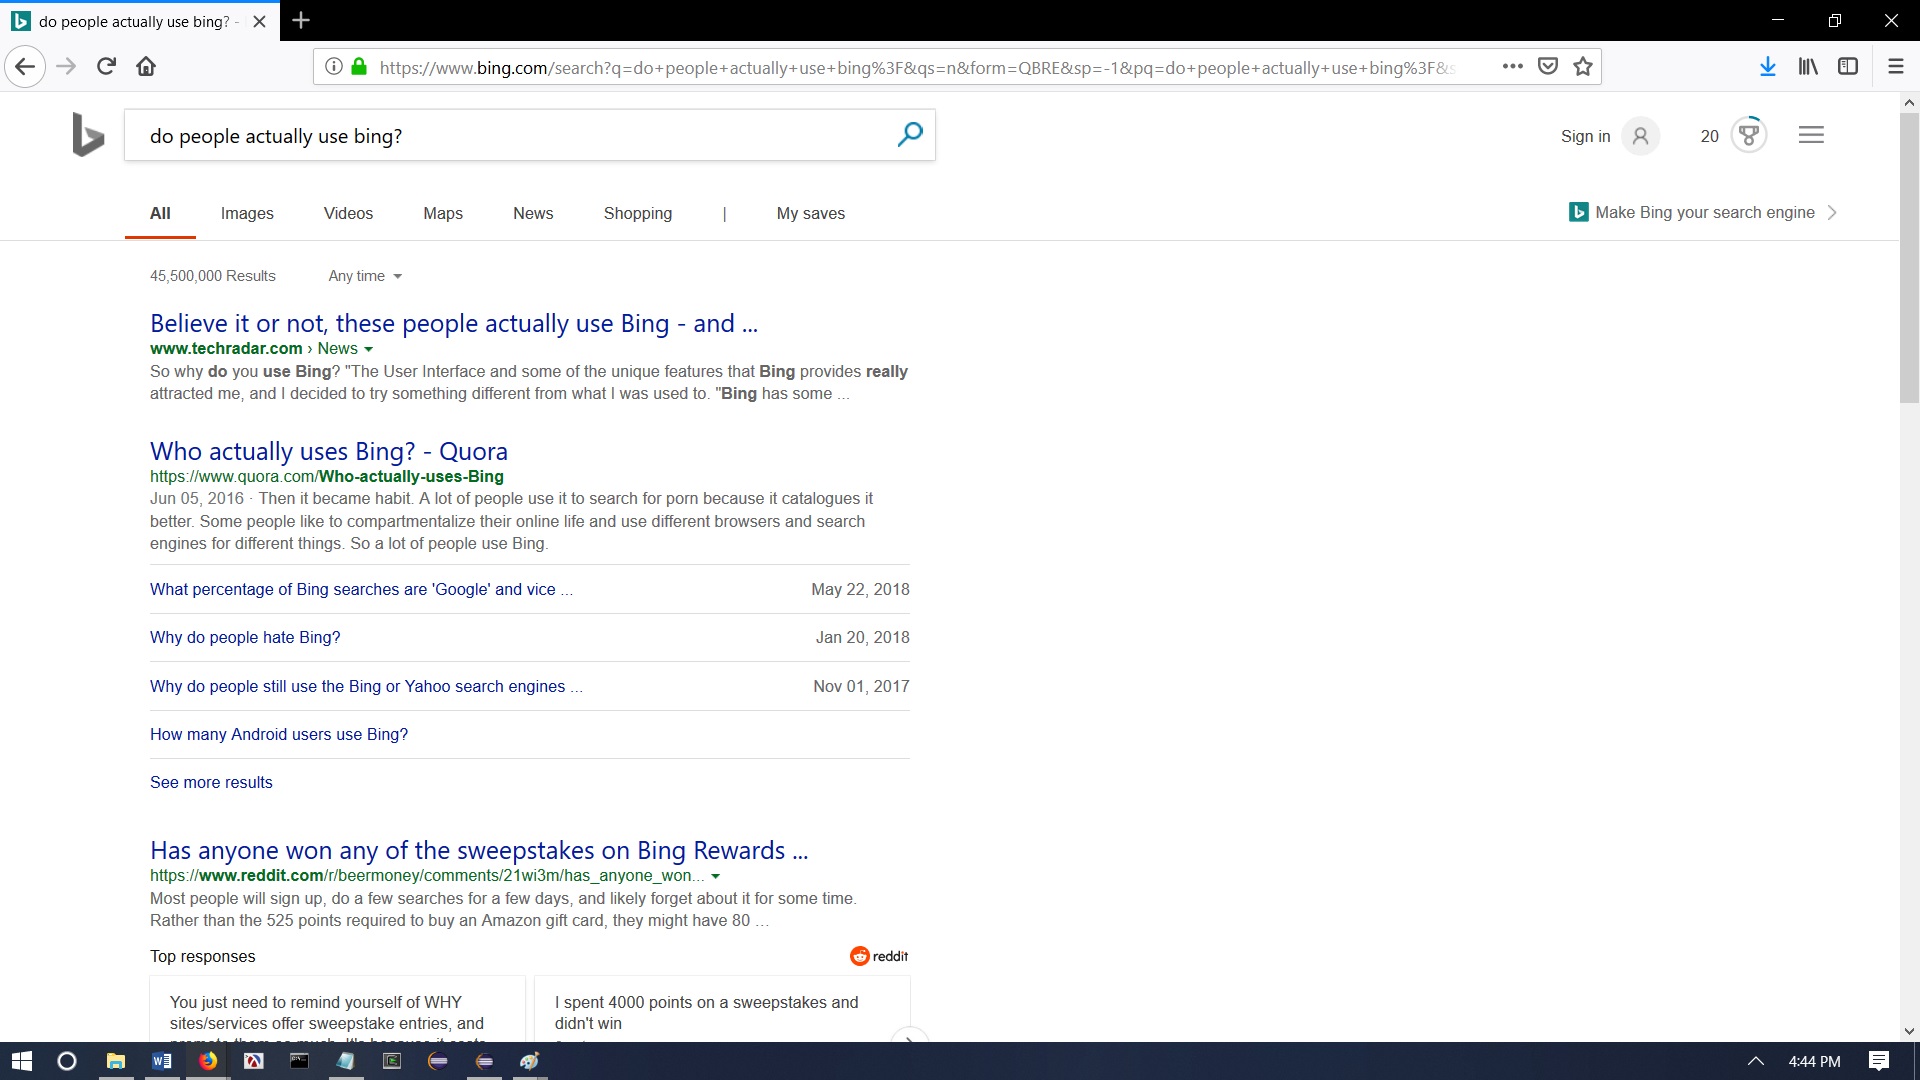 do people actually use bing? -
https://www.bing.com/search?q=do+people+actually+use+bing%3F&qs=n&form=QBRE&sp=-1&pq=do+people+actually+use+bing%3F&s
do people actually use bing?
Sign in
20
All Images Videos Maps News Shopping | My saves
Make Bing your search engine
45,500,000 Results Any time
Believe it or not, these people actually use Bing - and ...
www.techradar.com › News
So why do you use Bing? "The User Interface and some of the unique features that Bing provides really
attracted me, and I decided to try something different from what I was used to. "Bing has some ...
Who actually uses Bing? - Quora
https://www.quora.com/Who-actually-uses-Bing
Jun 05, 2016 · Then it became habit. A lot of people use it to search for porn because it catalogues it
better. Some people like to compartmentalize their online life and use different browsers and search
engines for different things. So a lot of people use Bing.
What percentage of Bing searches are 'Google' and vice ... May 22, 2018
Why do people hate Bing? Jan 20, 2018
Why do people still use the Bing or Yahoo search engines ... Nov 01, 2017
How many Android users use Bing?
See more results
Has anyone won any of the sweepstakes on Bing Rewards ...
https://www.reddit.com/r/beermoney/comments/21wi3m/has_anyone_won...
Most people will sign up, do a few searches for a few days, and likely forget about it for some time.
Rather than the 525 points required to buy an Amazon gift card, they might have 80 ...
Top responses
reddit
You just need to remind yourself of WHY
sites/services offer sweepstake entries, and
I spent 4000 points on a sweepstakes and
didn't win
4:44 PM